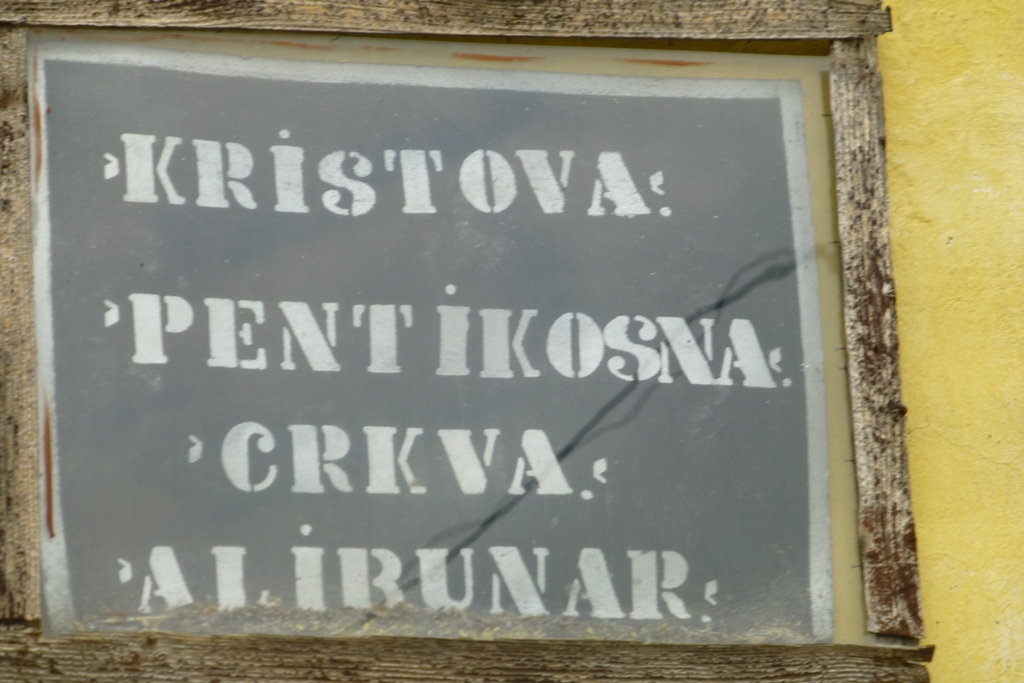 ›KRiSTOVA.‹
›PENTiKOSNA.‹
›CRKVA.‹
›ALiBUNAR.‹